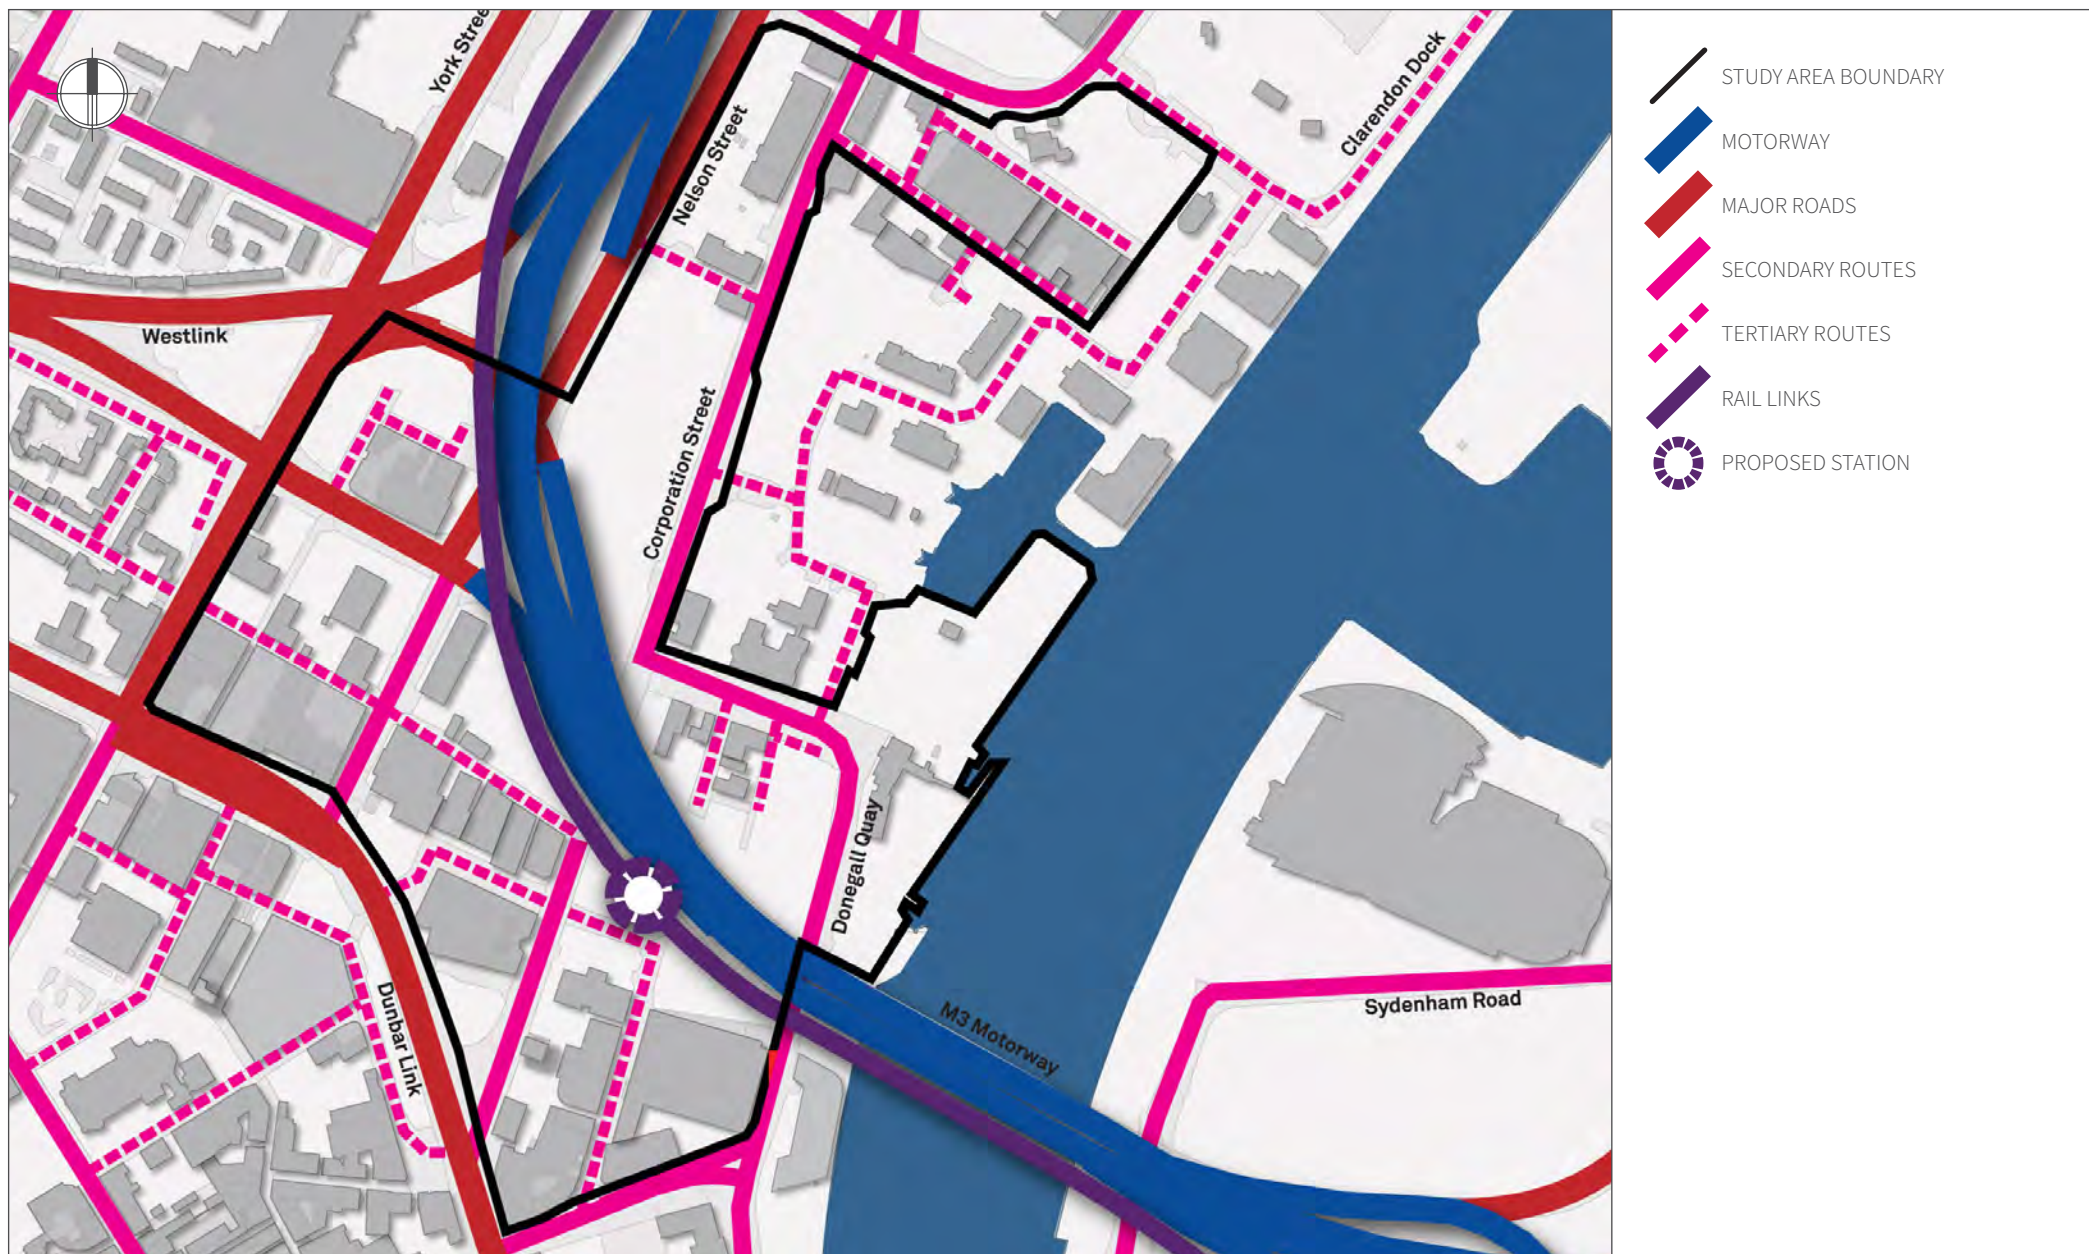 York Street
Clarendon Dock
Nelson Street
Westlink
Corporation Street
Donegall Quay
Dunbar Link
M3 Motorway
Sydenham Road
STUDY AREA BOUNDARY
MOTORWAY
MAJOR ROADS
SECONDARY ROUTES
TERTIARY ROUTES
RAIL LINKS
PROPOSED STATION